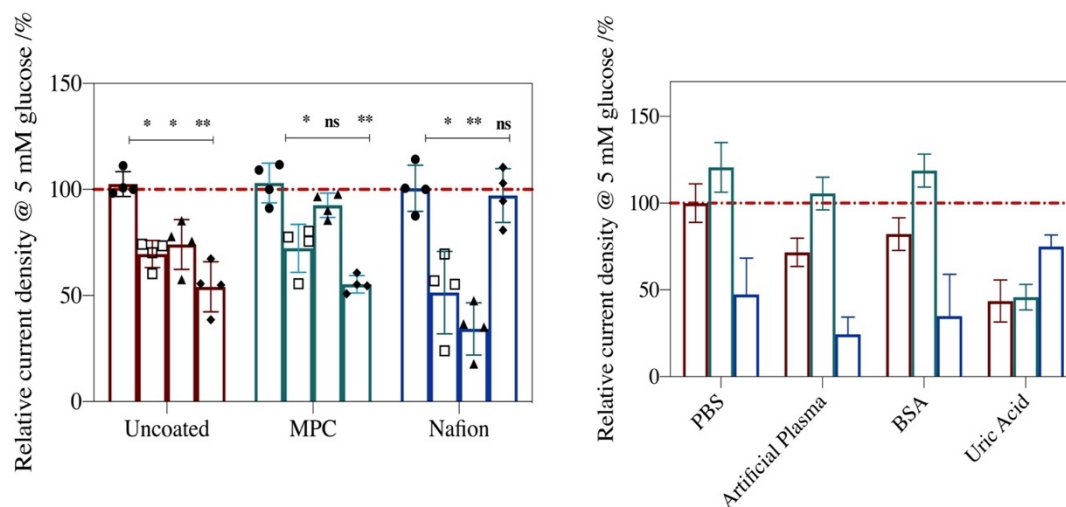 Relative current density @ 5 mM glucose /%
150
100
50
0
* * **
* ns **
* ** ns
Uncoated MPC Nafion
Relative current density @ 5 mM glucose /%
150
100
50
0
PBS
Artificial Plasma
BSA
Uric Acid